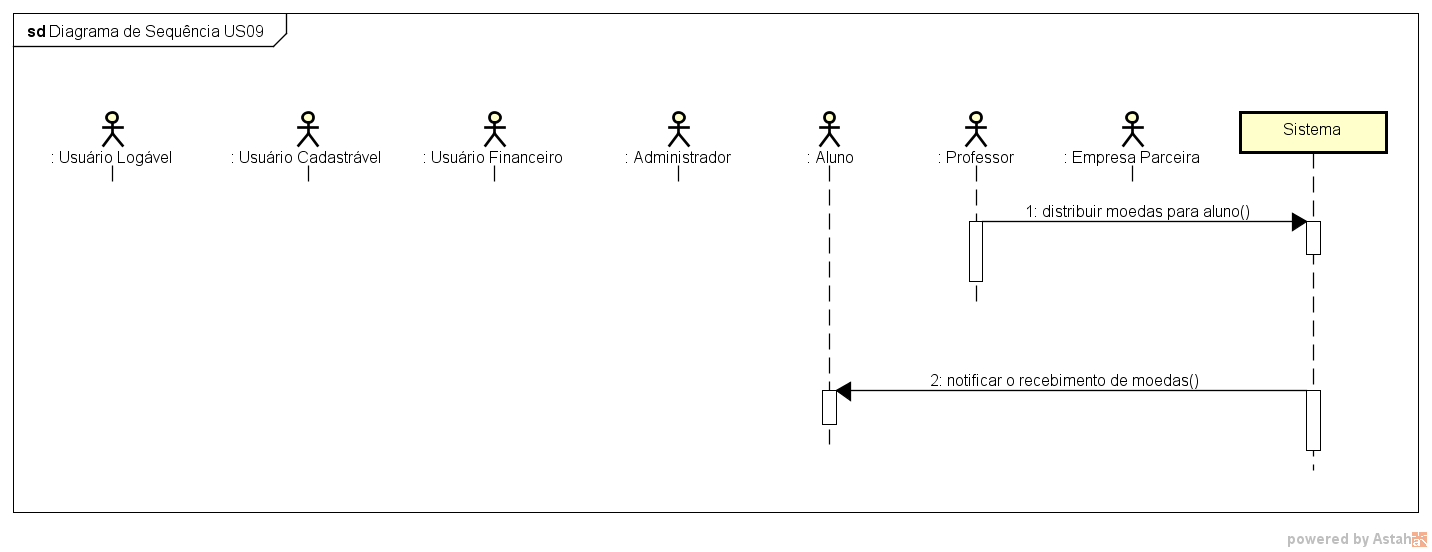 sd Diagrama de Sequência US09
: Usuário Logável
: Usuário Cadastrável
: Usuário Financeiro
: Administrador
: Aluno
: Professor
: Empresa Parceira
Sistema
1: distribuir moedas para aluno()
2: notificar o recebimento de moedas()
powered by Astah